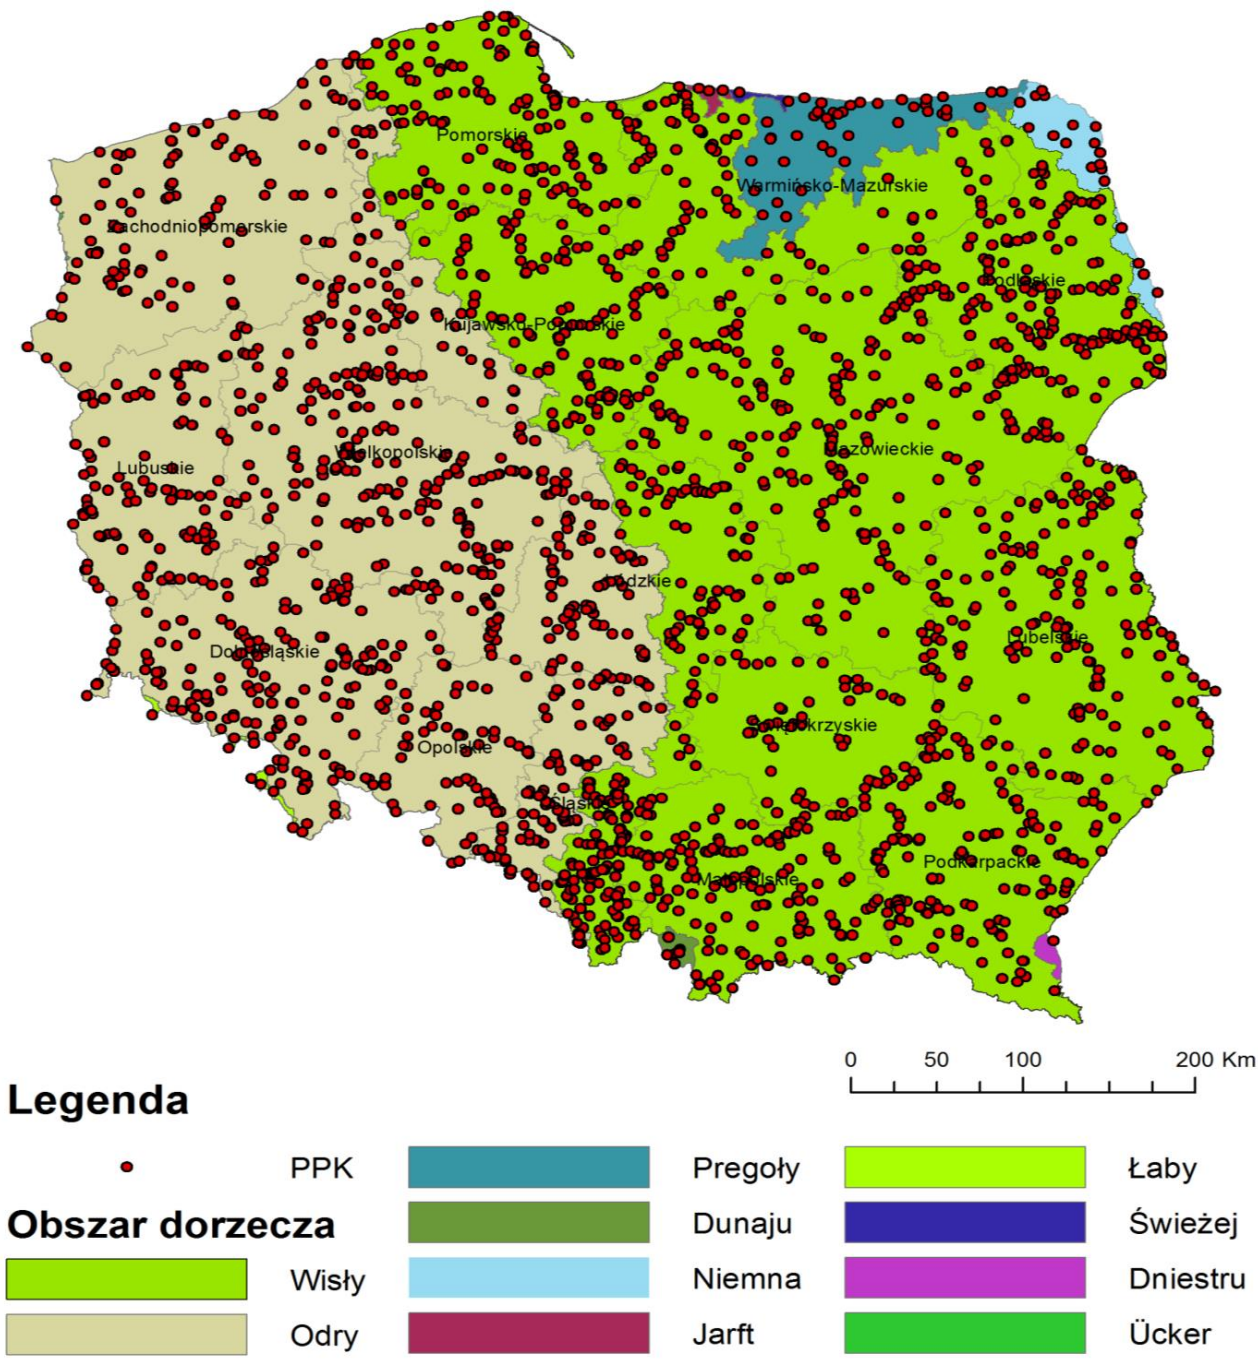 Pomorskie
Warmińsko-Mazurskie
Zachodniopomorskie
Podlaskie
Kujawsko-Pomorskie
Wielkopolskie
Mazowieckie
Lubuskie
Łódzkie
Lubelskie
Dolnośląskie
Świętokrzyskie
Opolskie
Śląskie
Podkarpackie
Małopolskie
0 50 100 200 Km
Legenda
PPK Pregoły Łaby
Obszar dorzecza Dunaju Świeżej
Wisły Niemna Dniestru
Odry Jarft Ücker